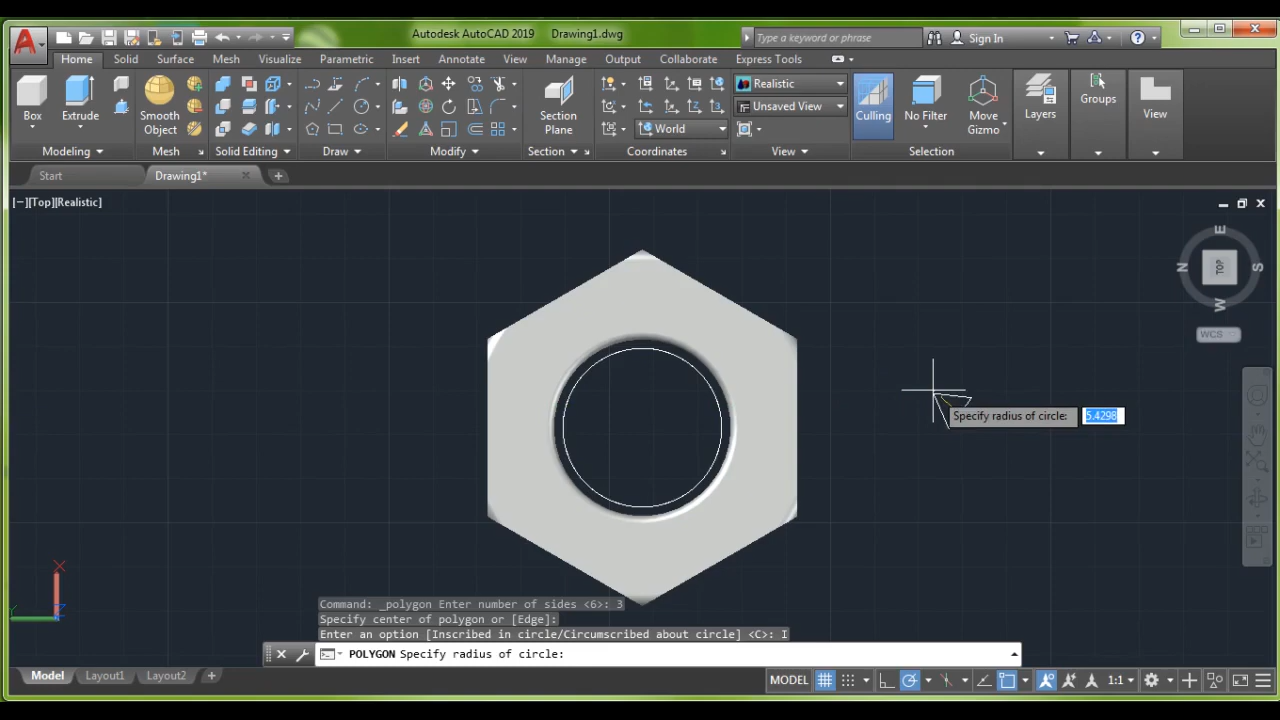 Autodesk AutoCAD 2019 Drawing1.dwg
Type a keyword or phrase
Sign In
Home Solid Surface Mesh Visualize Parametric Insert Annotate View Manage Output Collaborate Express Tools
Realistic
Unsaved View
World
Box
Extrude
Smooth
Object
Section
Plane
Culling
No Filter
Move
Gizmo
Layers
Groups
View
Modeling
Mesh
Solid Editing
Draw
Modify
Section
Coordinates
View
Selection
Start
Drawing1*
[−][Top][Realistic]
E
N
TOP
S
W
WCS
Specify radius of circle: 5.4298
X
Y
Z
Command: _polygon Enter number of sides <6>: 3
Specify center of polygon or [Edge]:
Enter an option [Inscribed in circle/Circumscribed about circle] <C>: I
POLYGON Specify radius of circle:
Model Layout1 Layout2
MODEL
1:1